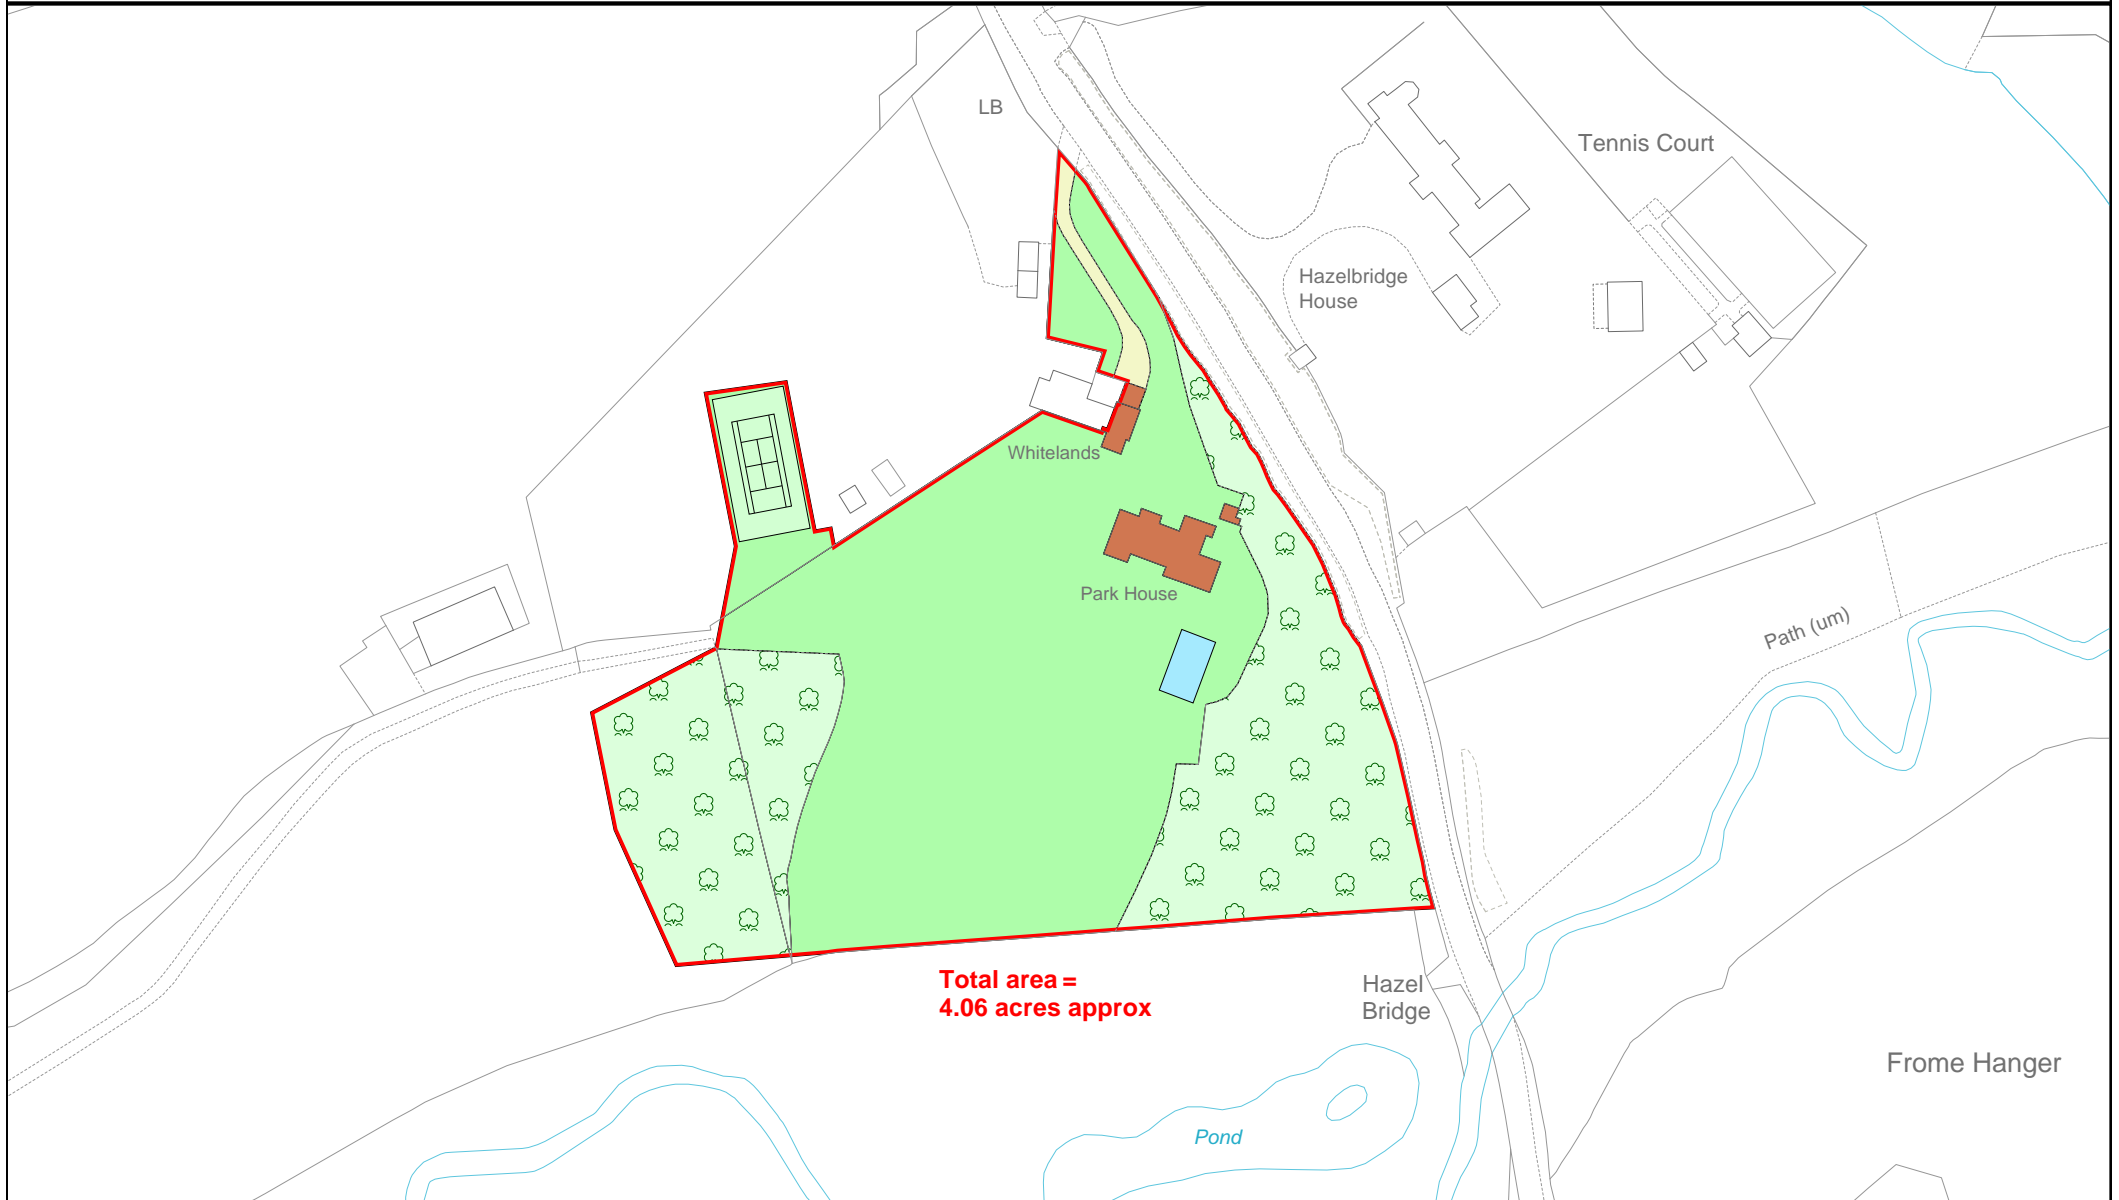 LB
Tennis Court
Hazelbridge
House
Whitelands
Park House
Path (um)
Total area =
4.06 acres approx
Hazel
Bridge
Frome Hanger
Pond